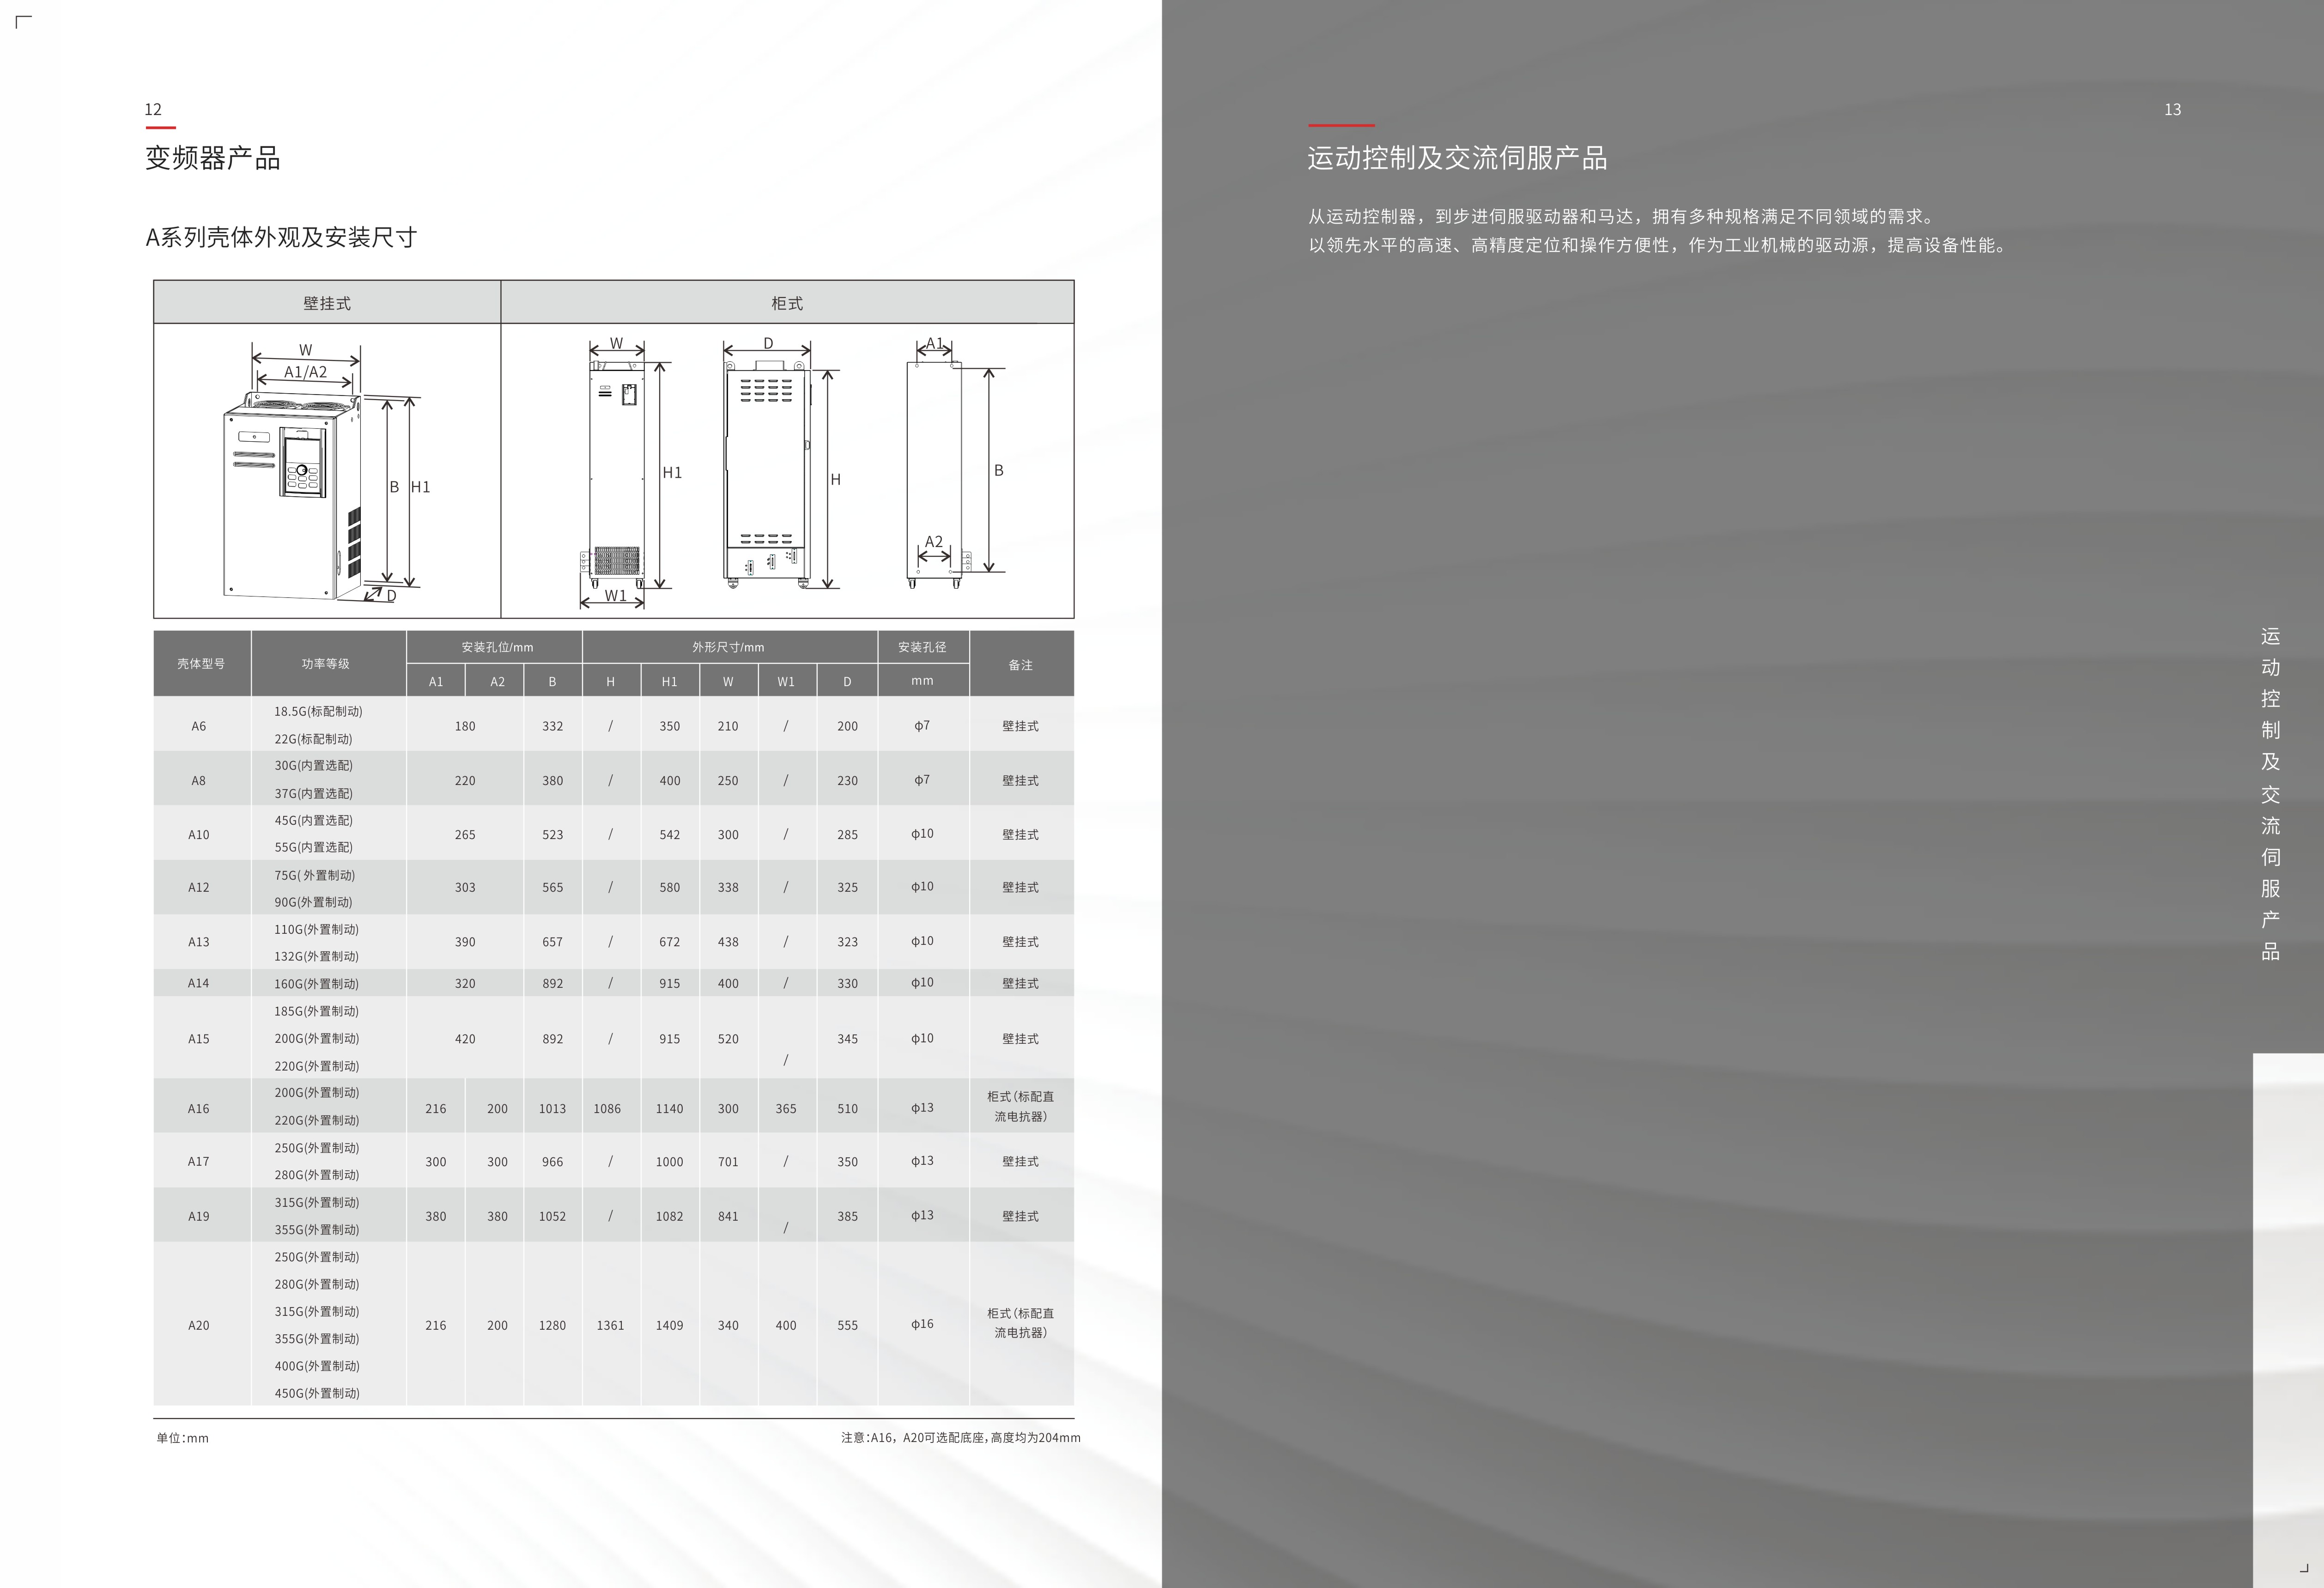 12
变频器产品
A系列壳体外观及安装尺寸
壁挂式 柜式
W
A1/A2
B H1
D
W
H1
W1
D
H
A1
B
A2
壳体型号 功率等级 安装孔位/mm 外形尺寸/mm 安装孔径 备注
A1 A2 B H H1 W W1 D mm
A6 18.5G(标配制动) 180 332 / 350 210 / 200 φ7 壁挂式
22G(标配制动)
A8 30G(内置选配) 220 380 / 400 250 / 230 φ7 壁挂式
37G(内置选配)
A10 45G(内置选配) 265 523 / 542 300 / 285 φ10 壁挂式
55G(内置选配)
A12 75G( 外置制动) 303 565 / 580 338 / 325 φ10 壁挂式
90G(外置制动)
A13 110G(外置制动) 390 657 / 672 438 / 323 φ10 壁挂式
132G(外置制动)
A14 160G(外置制动) 320 892 / 915 400 / 330 φ10 壁挂式
185G(外置制动)
A15 200G(外置制动) 420 892 / 915 520 / 345 φ10 壁挂式
220G(外置制动)
A16 200G(外置制动) 216 200 1013 1086 1140 300 365 510 φ13 柜式（标配直
220G(外置制动) 流电抗器）
A17 250G(外置制动) 300 300 966 / 1000 701 / 350 φ13 壁挂式
280G(外置制动)
A19 315G(外置制动) 380 380 1052 / 1082 841 / 385 φ13 壁挂式
355G(外置制动)
250G(外置制动)
280G(外置制动)
315G(外置制动) 柜式（标配直
A20 216 200 1280 1361 1409 340 400 555 φ16
355G(外置制动) 流电抗器）
400G(外置制动)
450G(外置制动)
单位：mm
注意：A16，A20可选配底座，高度均为204mm
13
运动控制及交流伺服产品
从运动控制器，到步进伺服驱动器和马达，拥有多种规格满足不同领域的需求。
以领先水平的高速、高精度定位和操作方便性，作为工业机械的驱动源，提高设备性能。
运动控制及交流伺服产品